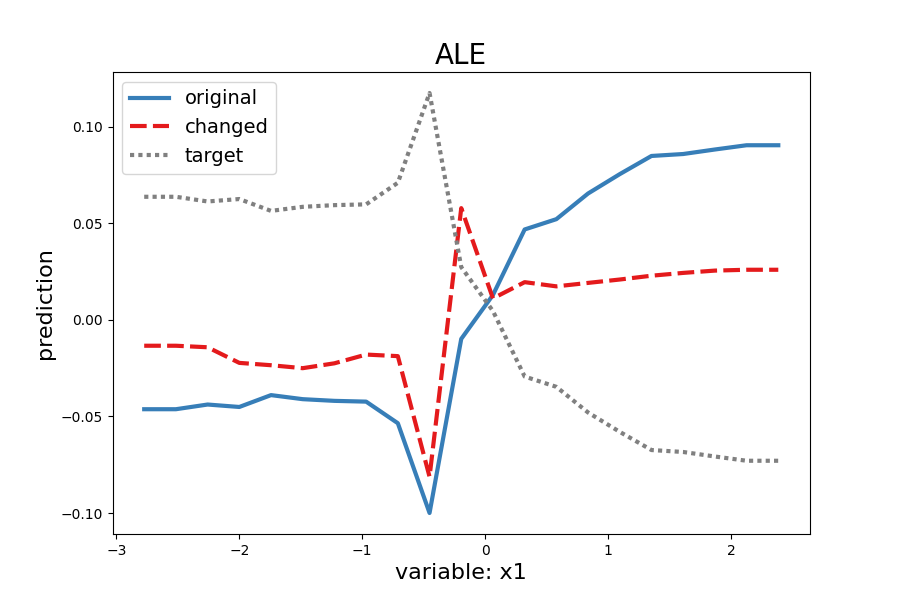 ALE
original
changed
target
prediction
0.10
0.05
0.00
−0.05
−0.10
−3
−2
−1
0
1
2
variable: x1